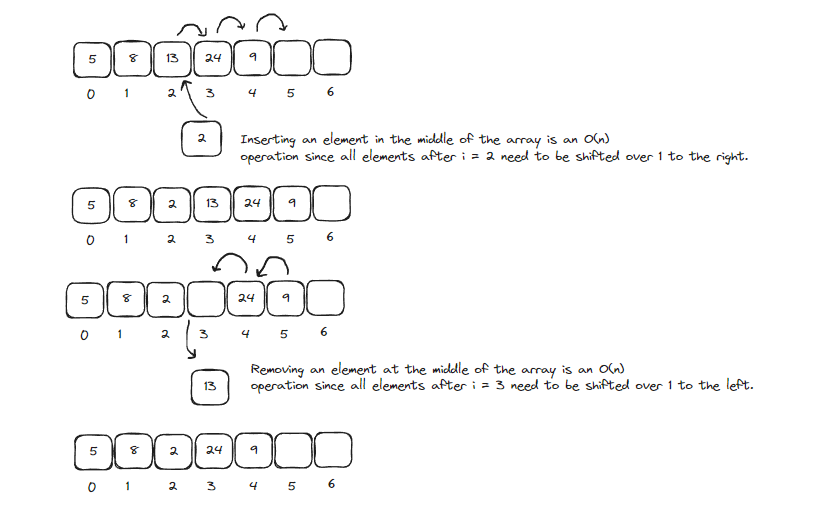 5 8 13 24 9
0 1 2 3 4 5 6
2
Inserting an element in the middle of the array is an O(n)
operation since all elements after i = 2 need to be shifted over 1 to the right.
5 8 2 13 24 9
0 1 2 3 4 5 6
5 8 2 24 9
0 1 2 3 4 5 6
13
Removing an element at the middle of the array is an O(n)
operation since all elements after i = 3 need to be shifted over 1 to the left.
5 8 2 24 9
0 1 2 3 4 5 6